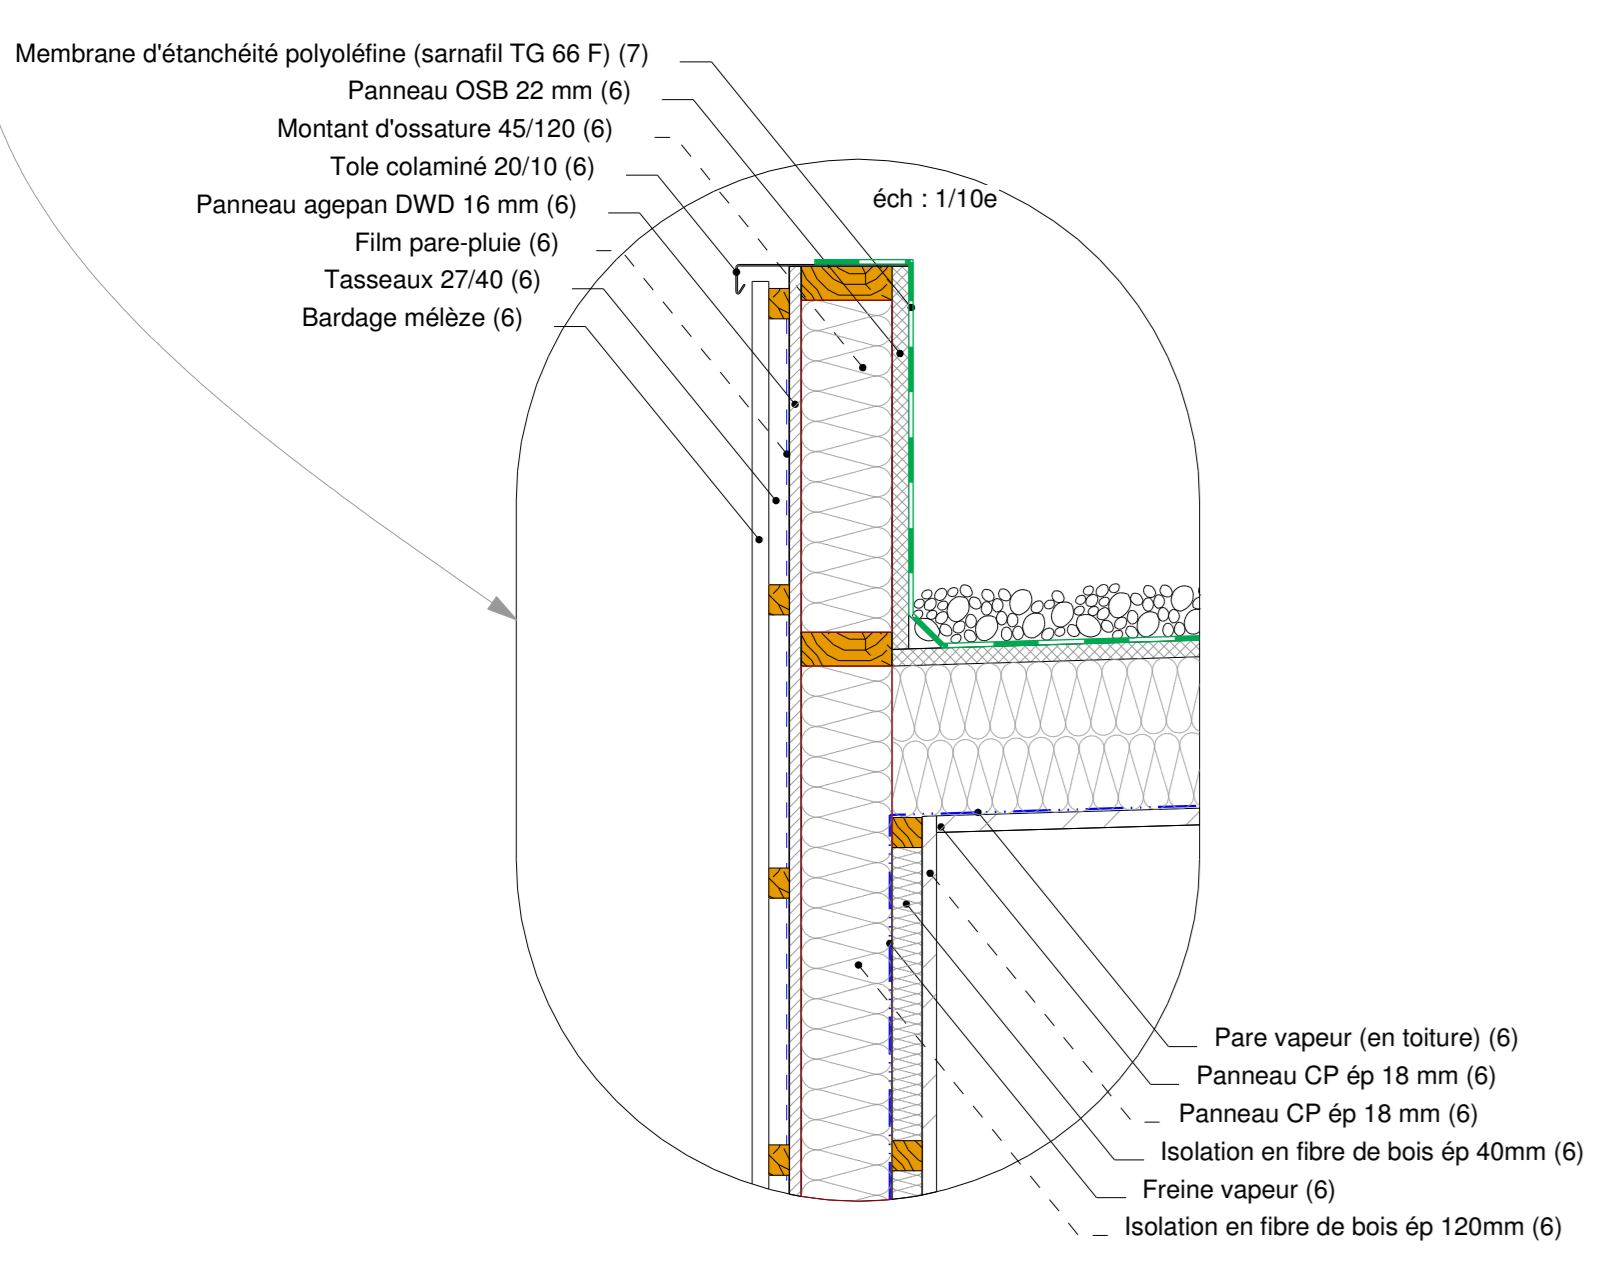 Membrane d'étanchéité polyoléfine (sarnafil TG 66 F) (7)
Panneau OSB 22 mm (6)
Montant d'ossature 45/120 (6)
Tole colaminé 20/10 (6)
éch : 1/10e
Panneau agepan DWD 16 mm (6)
Film pare-pluie (6)
Tasseaux 27/40 (6)
Bardage mélèze (6)
Pare vapeur (en toiture) (6)
Panneau CP ép 18 mm (6)
Panneau CP ép 18 mm (6)
Isolation en fibre de bois ép 40mm (6)
Freine vapeur (6)
Isolation en fibre de bois ép 120mm (6)